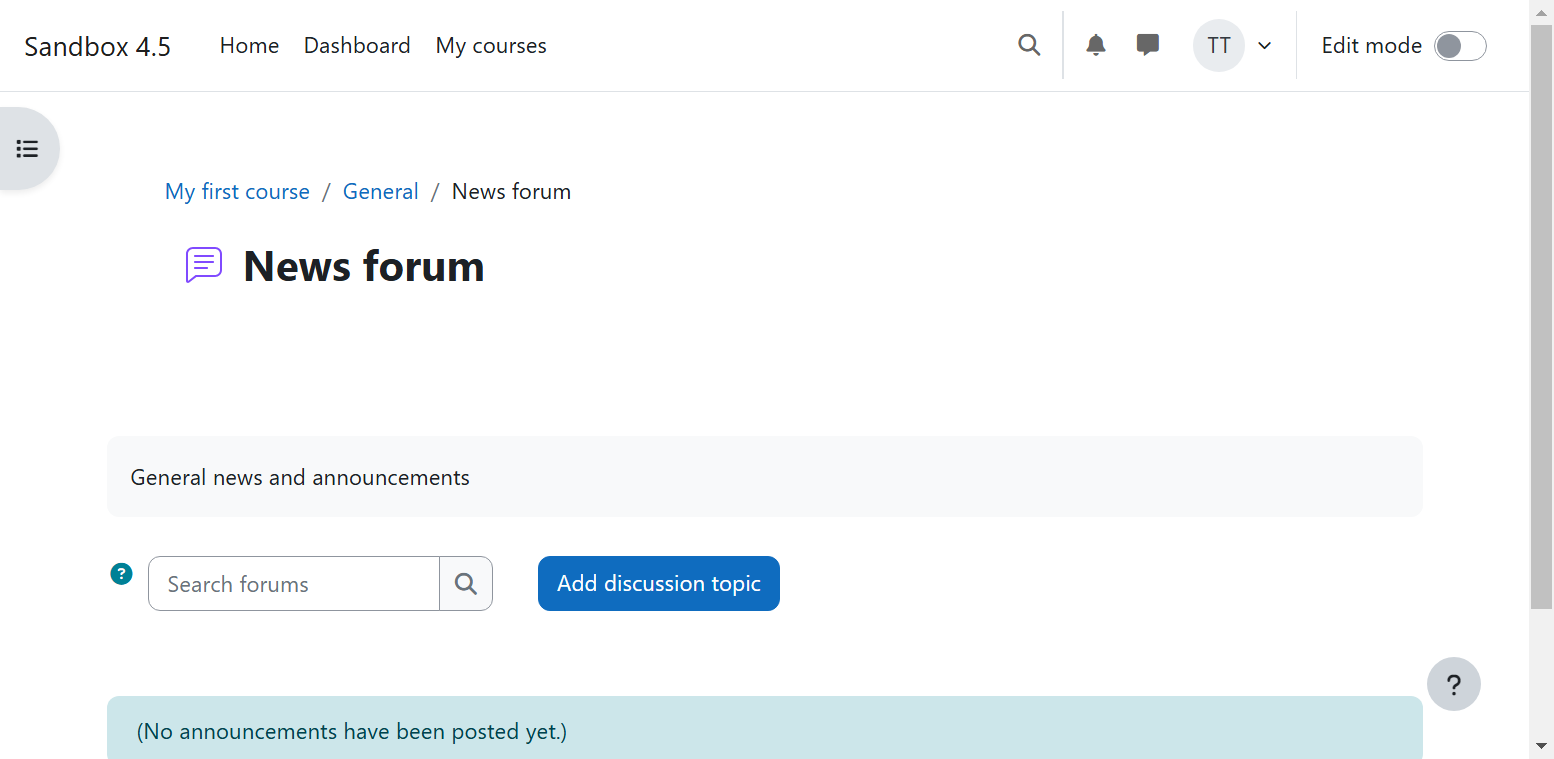 Sandbox 4.5 Home Dashboard My courses TT Edit mode
My first course / General / News forum
News forum
General news and announcements
? Search forums Add discussion topic
?
(No announcements have been posted yet.)